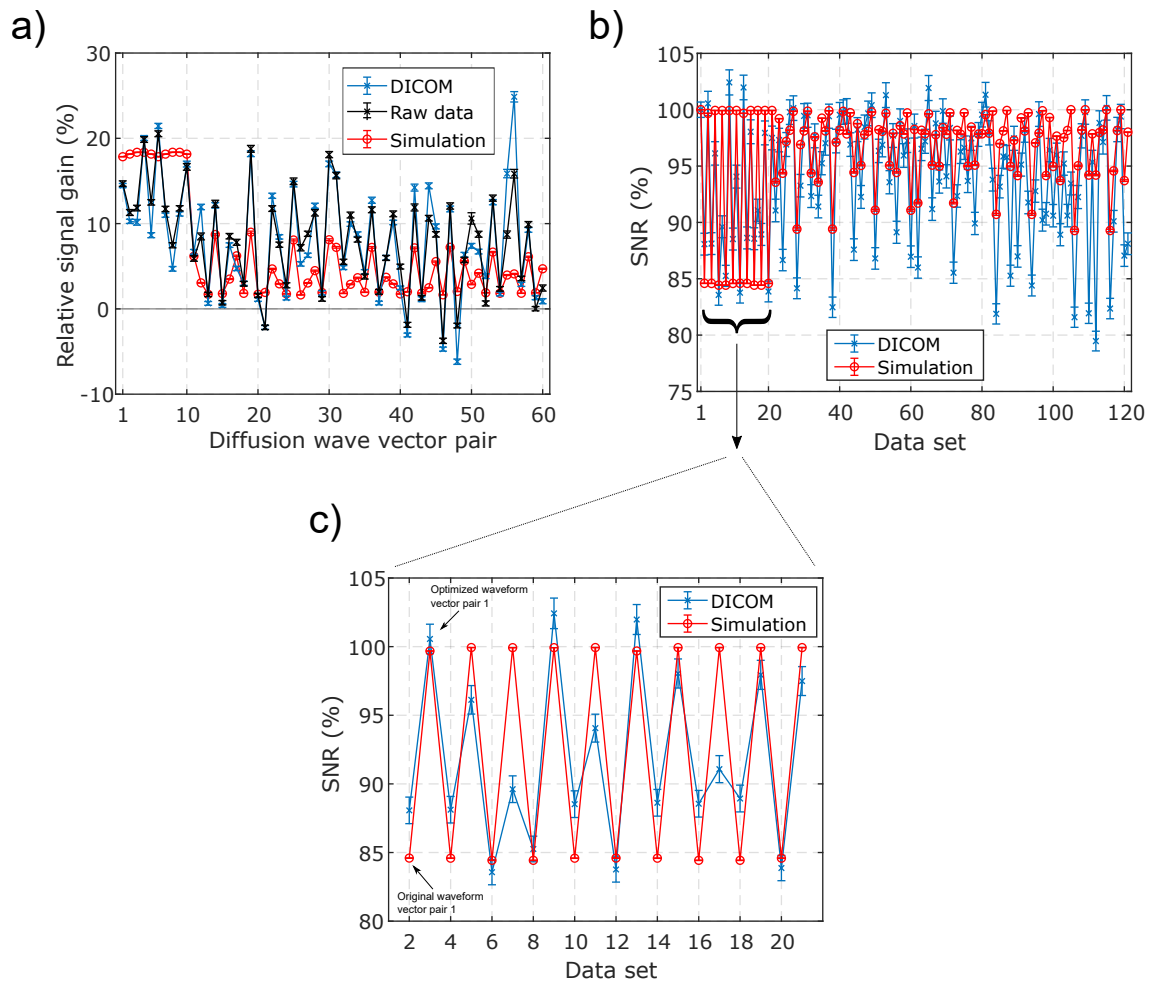 a)
30
20
10
0
-10
Relative signal gain (%)
1
10
20
30
40
50
60
Diffusion wave vector pair
DICOM
Raw data
Simulation
b)
105
100
95
90
85
80
75
SNR (%)
1
20
40
60
80
100
120
Data set
DICOM
Simulation
c)
105
100
95
90
85
80
SNR (%)
2
4
6
8
10
12
14
16
18
20
Data set
Optimized waveform
vector pair 1
Original waveform
vector pair 1
DICOM
Simulation